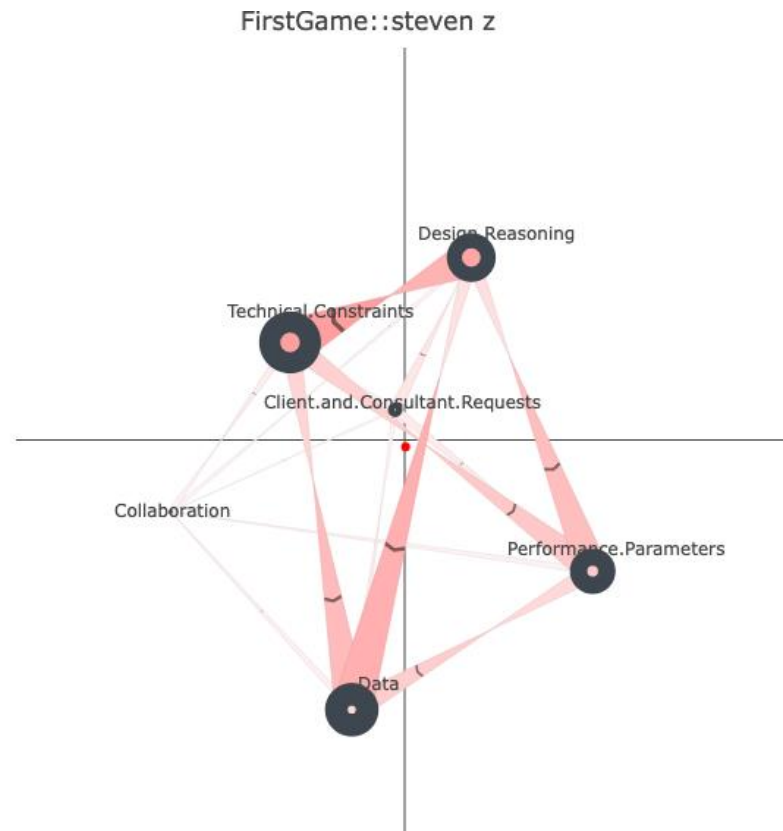 FirstGame::steven z
Design.Reasoning
Technical.Constraints
Client.and.Consultant.Requests
Collaboration
Performance.Parameters
Data